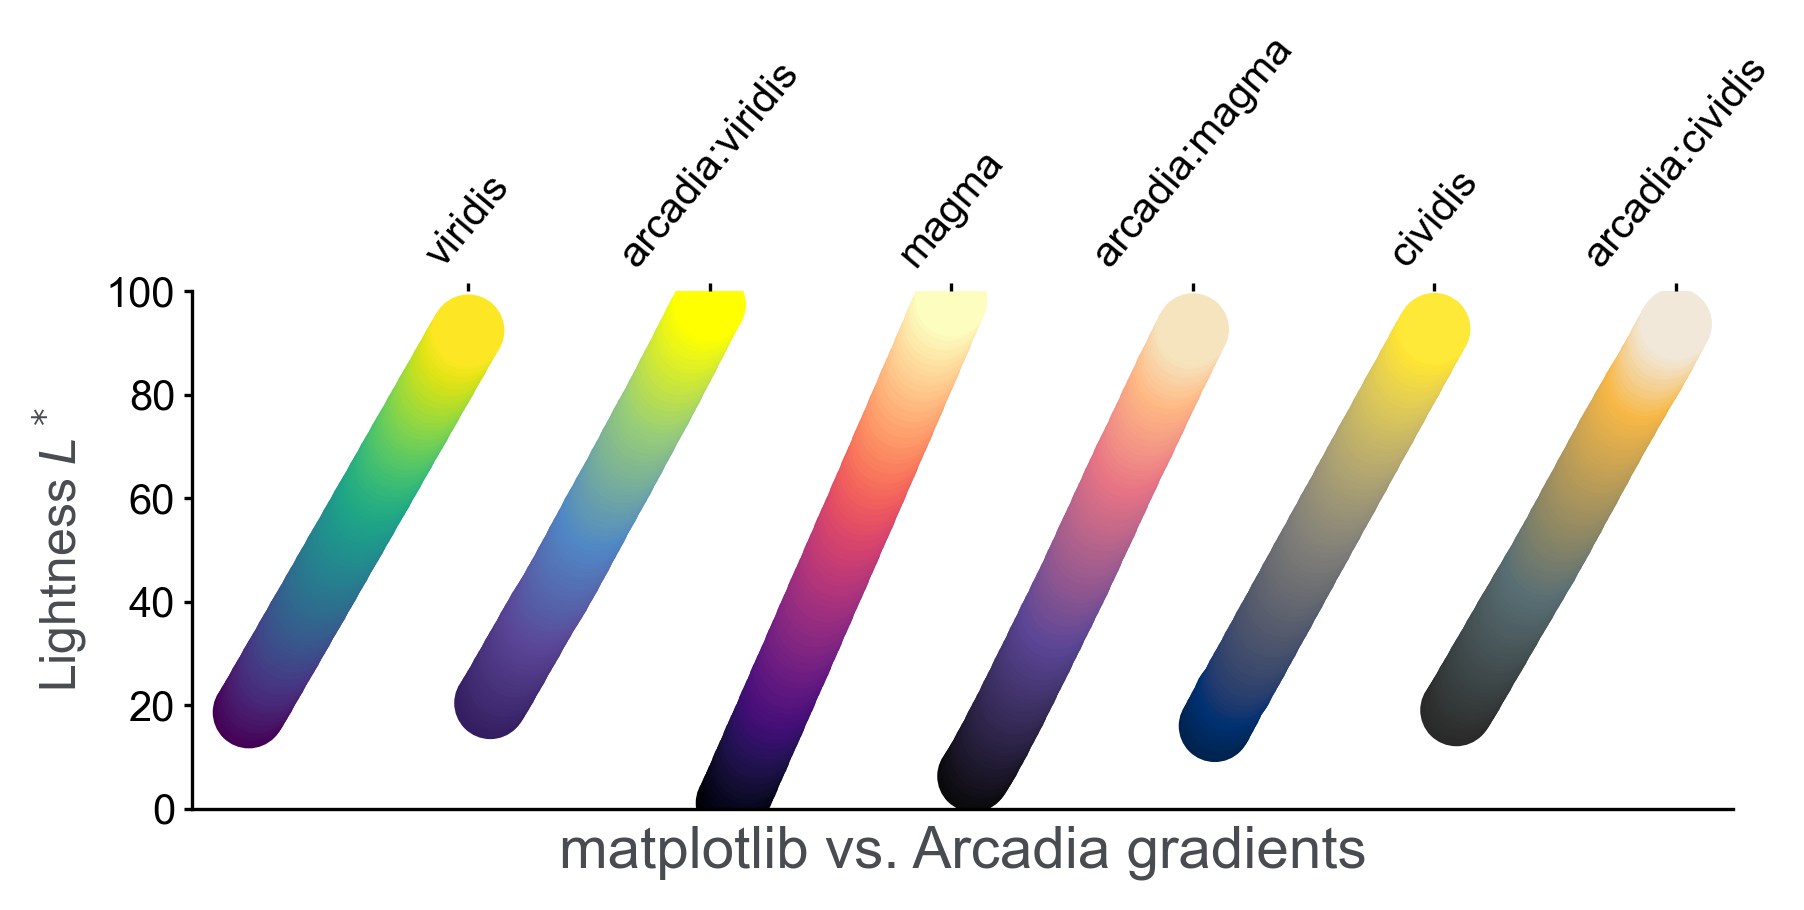 viridis
arcadia:viridis
magma
arcadia:magma
cividis
arcadia:cividis
100
80
60
40
20
0
Lightness L*
matplotlib vs. Arcadia gradients